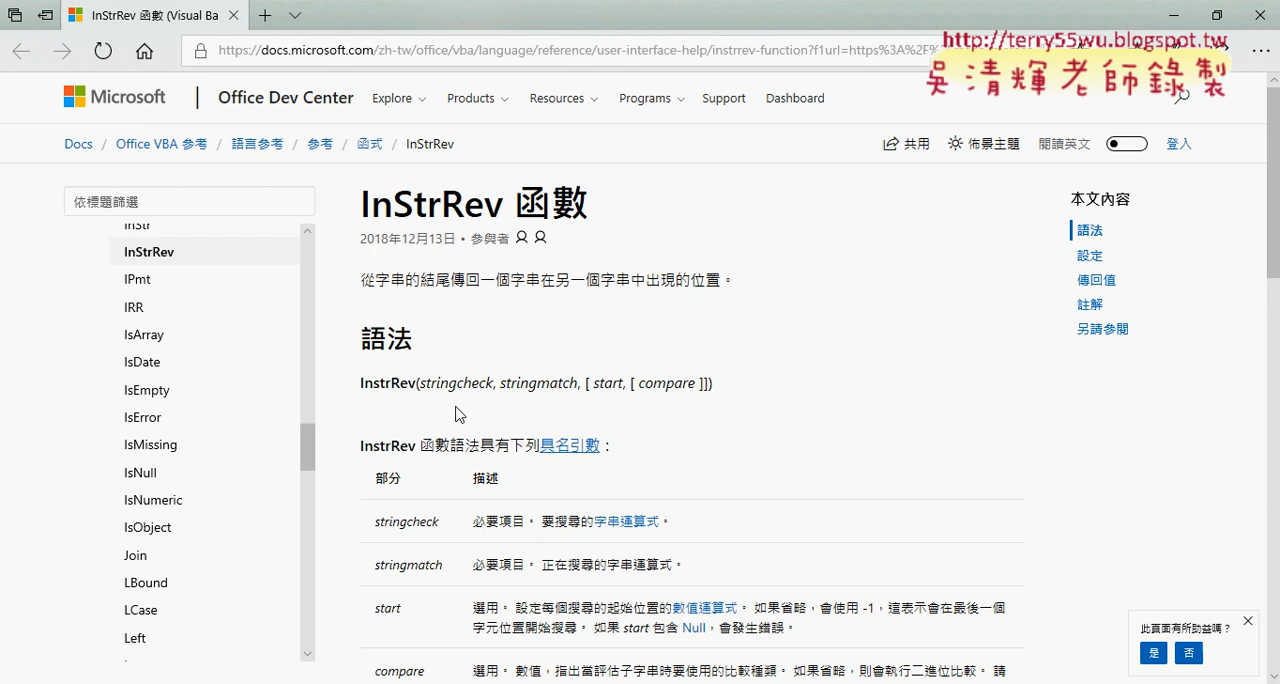 InStrRev 函數 (Visual Ba
https://docs.microsoft.com/zh-tw/office/vba/language/reference/user-interface-help/instrrev-function?f1url=https%3A%2F%
http://terry55wu.blogspot.tw
吳清輝老師錄製
Microsoft
Office Dev Center
Explore
Products
Resources
Programs
Support
Dashboard
Docs / Office VBA 參考 / 語言參考 / 參考 / 函式 / InStrRev
共用
佈景主題
閱讀英文
登入
依標題篩選
InStr
InStrRev
IPmt
IRR
IsArray
IsDate
IsEmpty
IsError
IsMissing
IsNull
IsNumeric
IsObject
Join
LBound
LCase
Left
InStrRev 函數
2018年12月13日 • 參與者
從字串的結尾傳回一個字串在另一個字串中出現的位置。
語法
InstrRev(stringcheck, stringmatch, [ start, [ compare ]])
InstrRev 函數語法具有下列具名引數：
部分 描述
stringcheck 必要項目。 要搜尋的字串運算式。
stringmatch 必要項目。 正在搜尋的字串運算式。
start 選用。 設定每個搜尋的起始位置的數值運算式。 如果省略，會使用 -1，這表示會在最後一個
字元位置開始搜尋。 如果 start 包含 Null，會發生錯誤。
compare 選用。 數值，指出當評估子字串時要使用的比較種類。 如果省略，則會執行二進位比較。 請
本文內容
語法
設定
傳回值
註解
另請參閱
此頁面有所助益嗎？
是
否